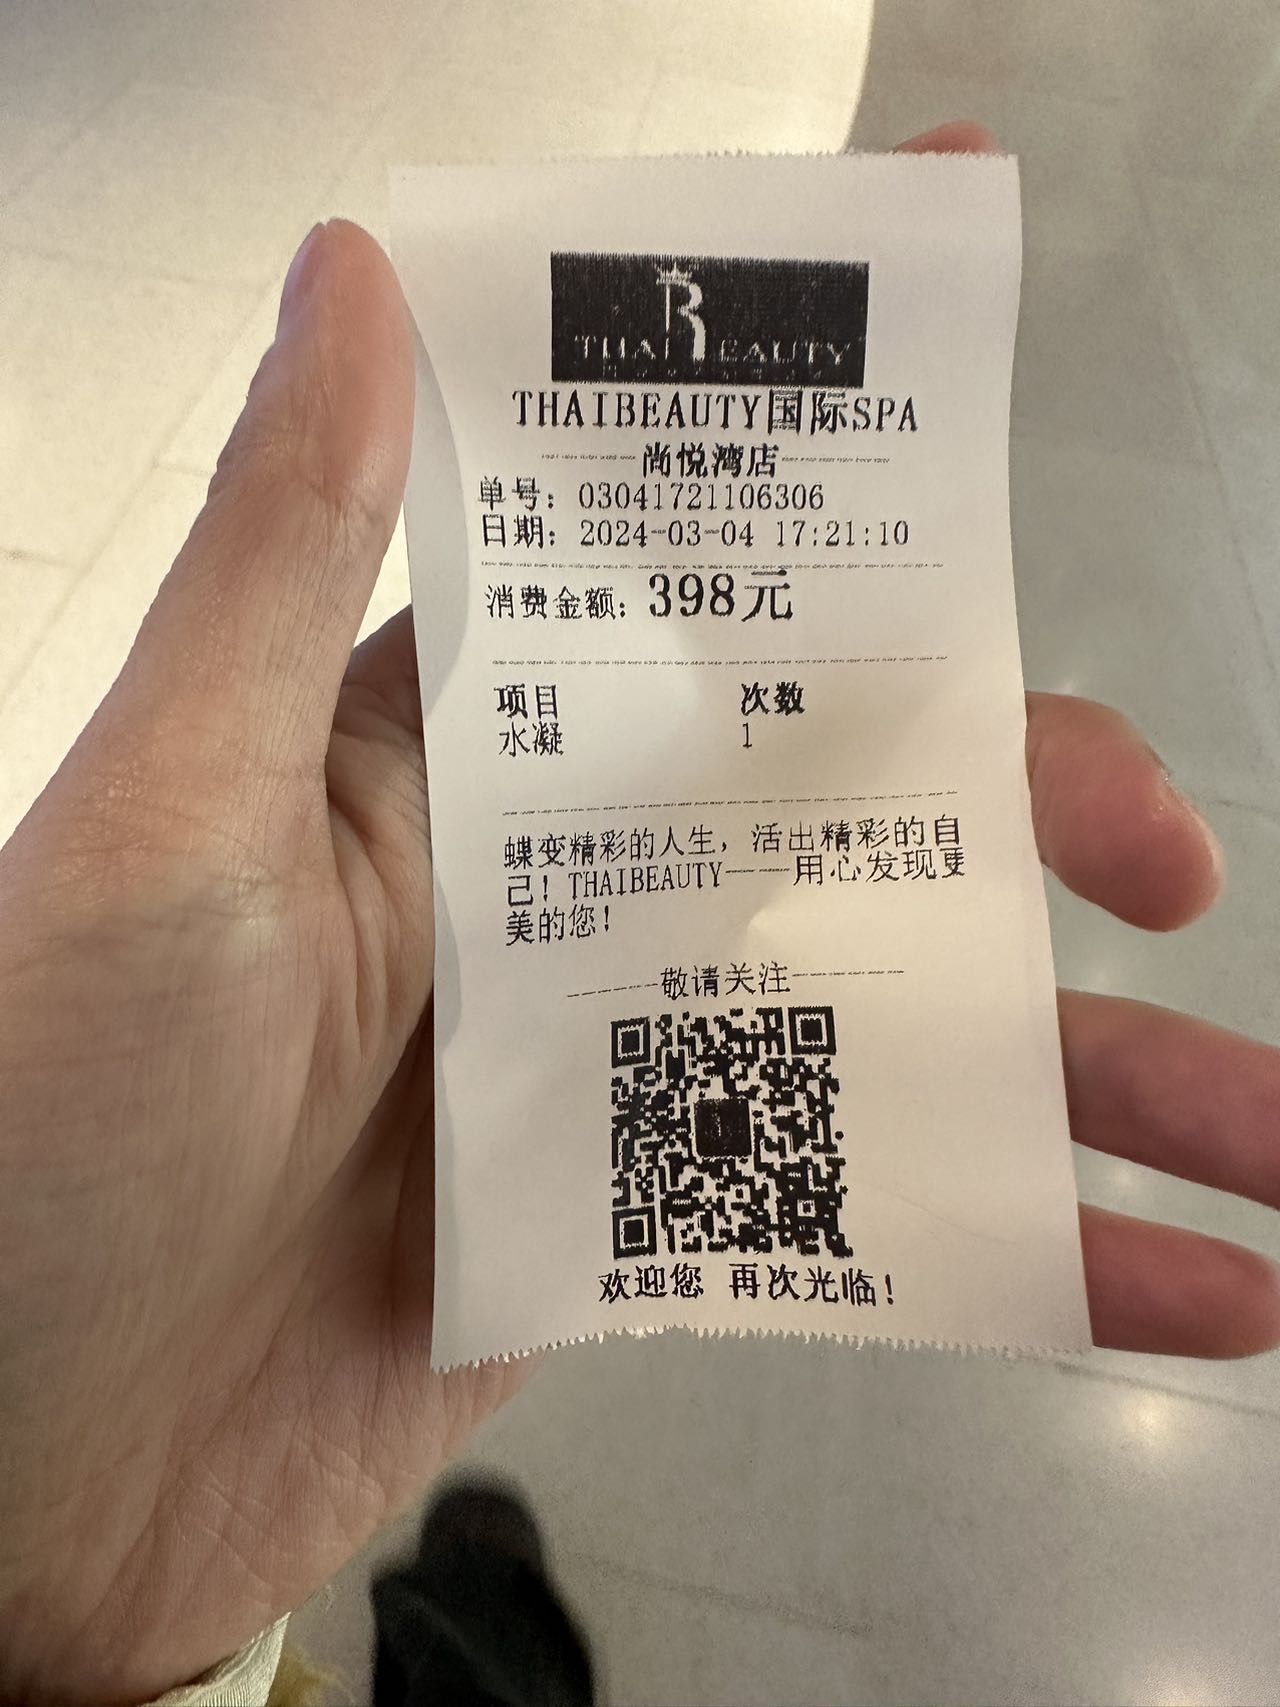 THAI BEAUTY
THAIBEAUTY国际SPA
尚悦湾店
单号：03041721106306
日期：2024-03-04 17:21:10
消费金额：398元
项目 次数
水凝 1
蝶变精彩的人生，活出精彩的自
己！THAIBEAUTY——用心发现更
美的您！
敬请关注
欢迎您 再次光临！